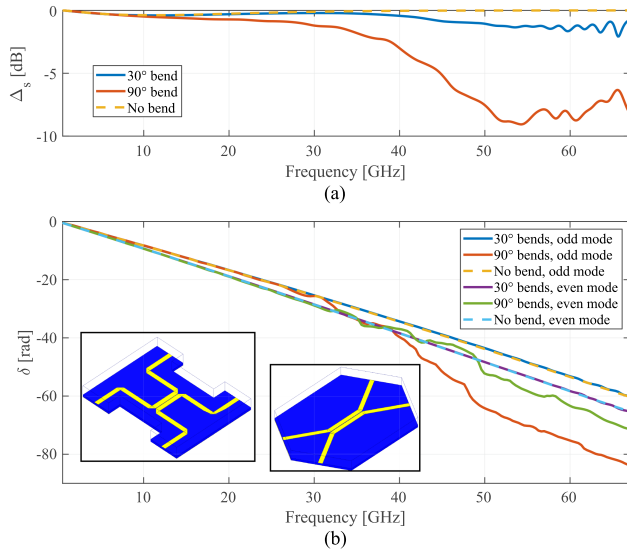 0
-5
-10
Δs [dB]
30° bend
90° bend
No bend
10
20
30
40
50
60
Frequency [GHz]
(a)
0
-20
-40
-60
-80
δ [rad]
30° bends, odd mode
90° bends, odd mode
No bend, odd mode
30° bends, even mode
90° bends, even mode
No bend, even mode
10
20
30
40
50
60
Frequency [GHz]
(b)